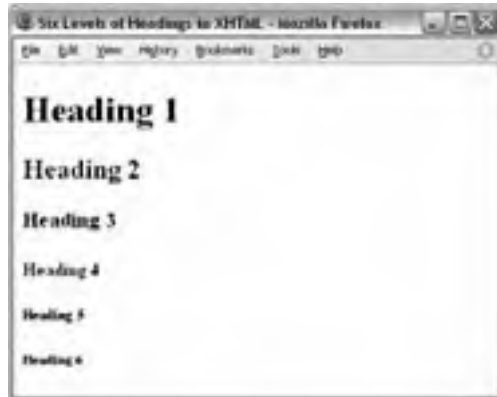 Six Levels of Headings in XHTML - Mozilla Firefox
File Edit View History Bookmarks Tools Help
Heading 1
Heading 2
Heading 3
Heading 4
Heading 5
Heading 6